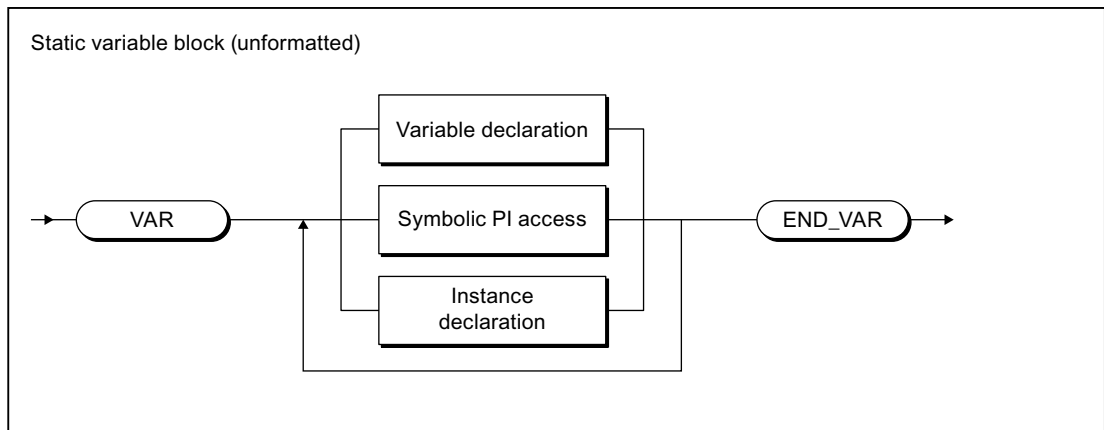 Static variable block (unformatted)
Variable declaration
VAR
Symbolic PI access
END_VAR
Instance
declaration